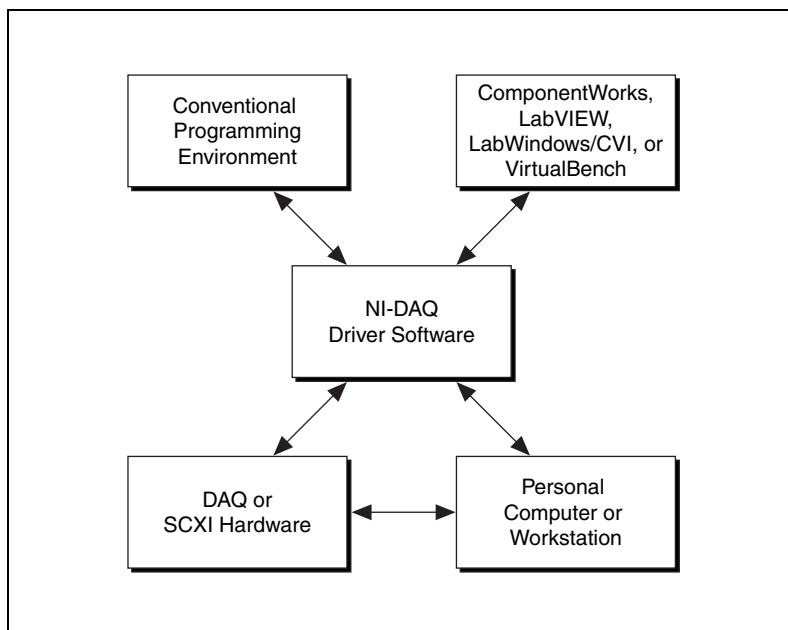 Conventional
Programming
Environment
ComponentWorks,
LabVIEW,
LabWindows/CVI, or
VirtualBench
NI-DAQ
Driver Software
DAQ or
SCXI Hardware
Personal
Computer or
Workstation